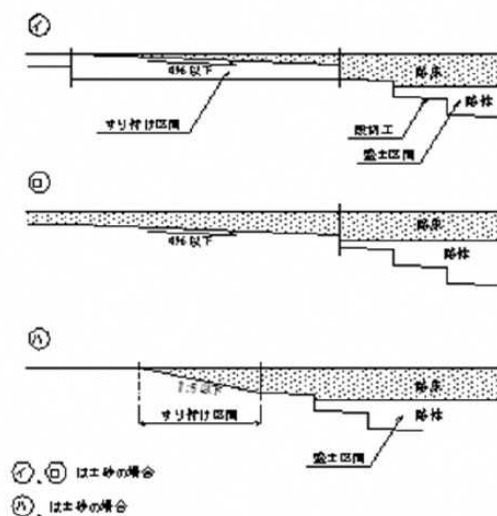 イ
路床
4%以下
路体
すり付け区間
段切工
盛土区間
ロ
路床
4%以下
路体
ハ
路床
1:5以下
すり付け区間
路体
盛土区間
イ、ロ は土砂の場合
ハ、は土砂の場合